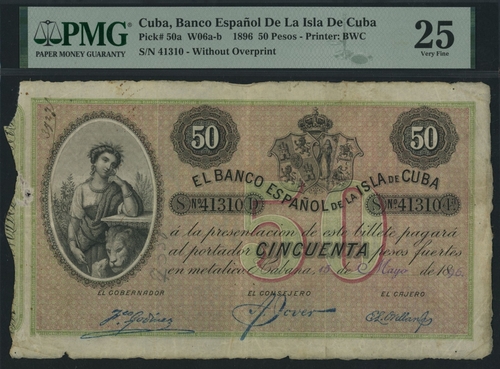 PMG
PAPER MONEY GUARANTY
Cuba, Banco Español De La Isla De Cuba
Pick# 50a W06a-b 1896 50 Pesos - Printer: BWC
S/N 41310 - Without Overprint
25
Very Fine
50
50
EL BANCO ESPAÑOL DE LA ISLA DE CUBA
S Nº 41310 D
Nº 41310
50
á la presentacion de este billete pagará
al portador CINCUENTA pesos fuertes
en metalico Habana, 15 de Mayo de 1896
EL GOBERNADOR
EL CONSEJERO
EL CAJERO